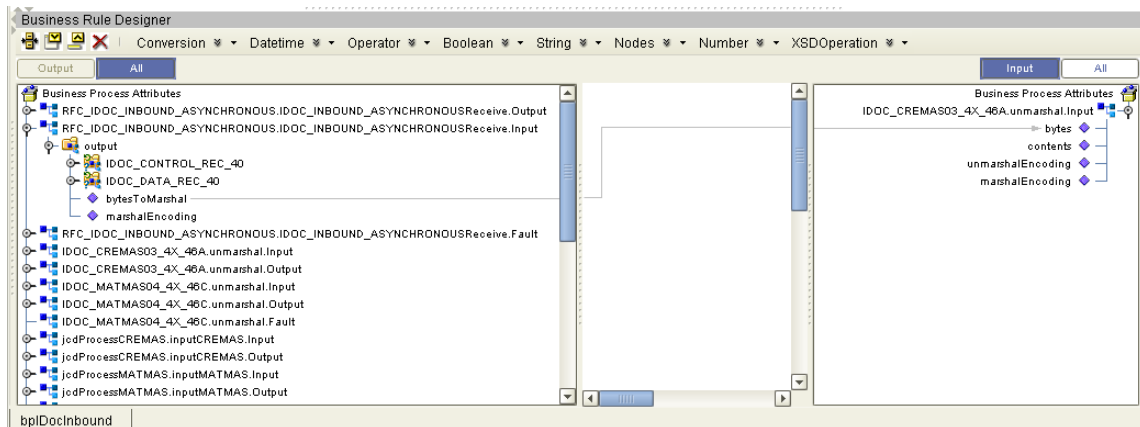 Business Rule Designer
Conversion Datetime Operator Boolean String Nodes Number XSDOperation
Output All Input All
Business Process Attributes
RFC_IDOC_INBOUND_ASYNCHRONOUS.IDOC_INBOUND_ASYNCHRONOUSReceive.Output
RFC_IDOC_INBOUND_ASYNCHRONOUS.IDOC_INBOUND_ASYNCHRONOUSReceive.Input
output
IDOC_CONTROL_REC_40
IDOC_DATA_REC_40
bytesToMarshal
marshalEncoding
RFC_IDOC_INBOUND_ASYNCHRONOUS.IDOC_INBOUND_ASYNCHRONOUSReceive.Fault
IDOC_CREMAS03_4X_46A.unmarshal.Input
IDOC_CREMAS03_4X_46A.unmarshal.Output
IDOC_MATMAS04_4X_46C.unmarshal.Input
IDOC_MATMAS04_4X_46C.unmarshal.Output
IDOC_MATMAS04_4X_46C.unmarshal.Fault
jcdProcessCREMAS.inputCREMAS.Input
jcdProcessCREMAS.inputCREMAS.Output
jcdProcessMATMAS.inputMATMAS.Input
jcdProcessMATMAS.inputMATMAS.Output
Business Process Attributes
IDOC_CREMAS03_4X_46A.unmarshal.Input
bytes
contents
unmarshalEncoding
marshalEncoding
bpIDocInbound